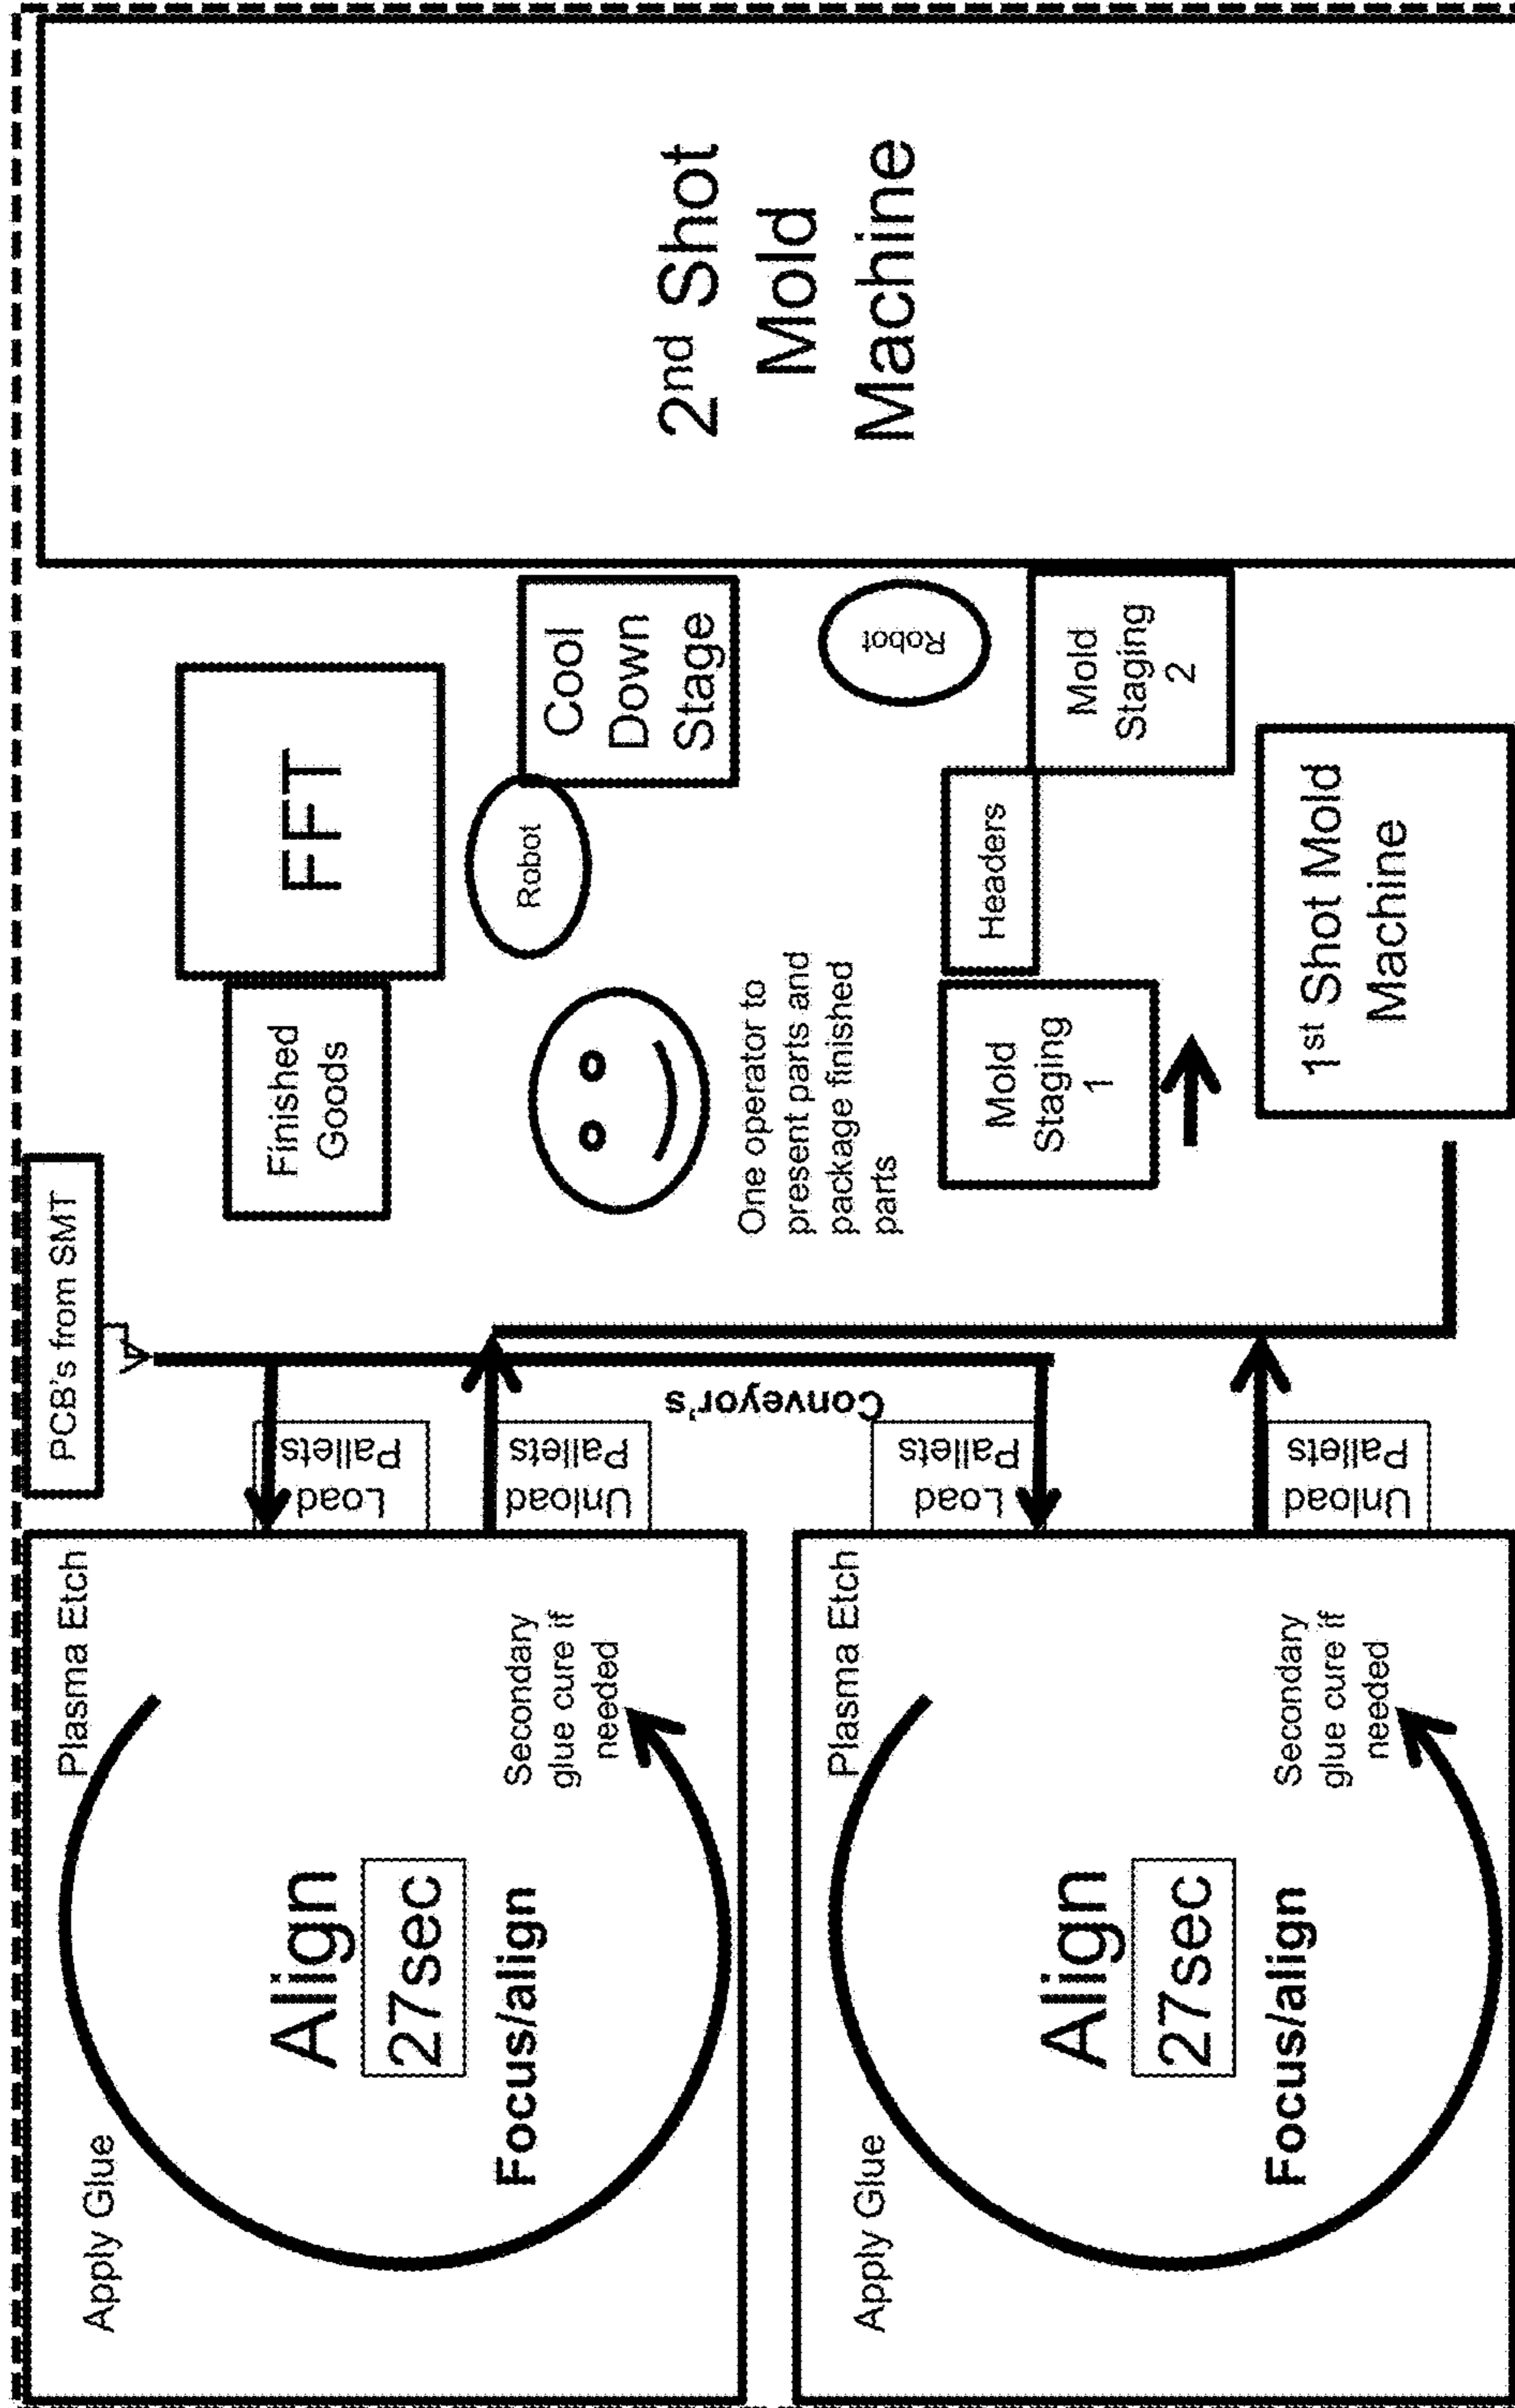 PCB's from SMT
Plasma Etch
Apply Glue
Align
27sec
Focus/align
Secondary
glue cure if
needed
Load
Pallets
Unload
Pallets
Conveyor's
Plasma Etch
Apply Glue
Align
27sec
Focus/align
Secondary
glue cure if
needed
Load
Pallets
Unload
Pallets
Finished
Goods
FFT
Robot
Cool
Down
Stage
One operator to
present parts and
package finished
parts
Mold
Staging
1
Headers
Robot
Mold
Staging
2
1st Shot Mold
Machine
2nd Shot
Mold
Machine